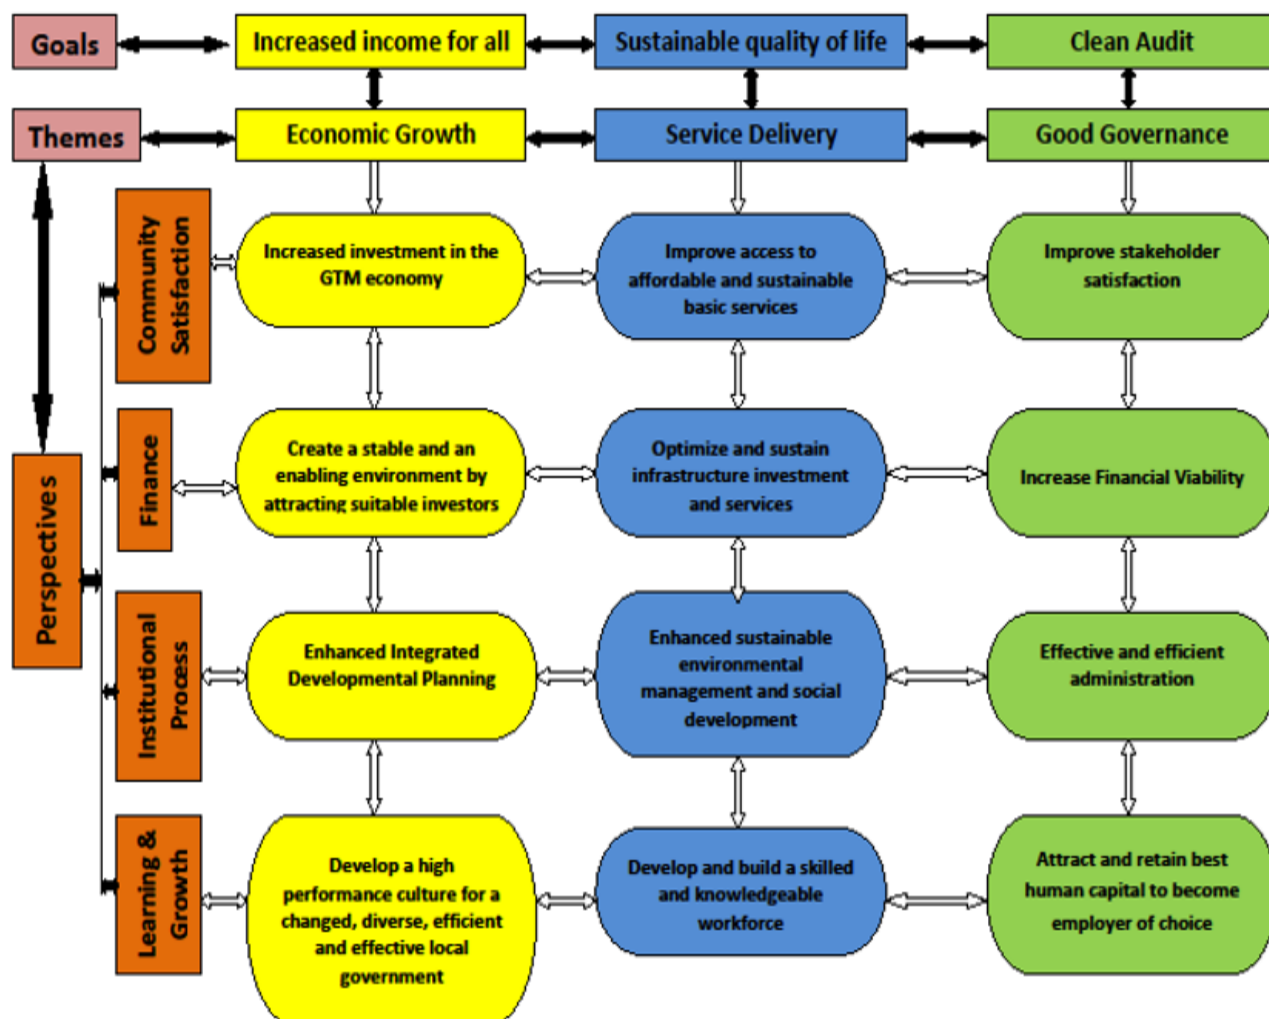 Goals
Increased income for all
Sustainable quality of life
Clean Audit
Themes
Economic Growth
Service Delivery
Good Governance
Perspectives
Community
Satisfaction
Increased investment in the
GTM economy
Improve access to
affordable and sustainable
basic services
Improve stakeholder
satisfaction
Finance
Create a stable and an
enabling environment by
attracting suitable investors
Optimize and sustain
infrastructure investment
and services
Increase Financial Viability
Institutional
Process
Enhanced Integrated
Developmental Planning
Enhanced sustainable
environmental
management and social
development
Effective and efficient
administration
Learning &
Growth
Develop a high
performance culture for a
changed, diverse, efficient
and effective local
government
Develop and build a skilled
and knowledgeable
workforce
Attract and retain best
human capital to become
employer of choice